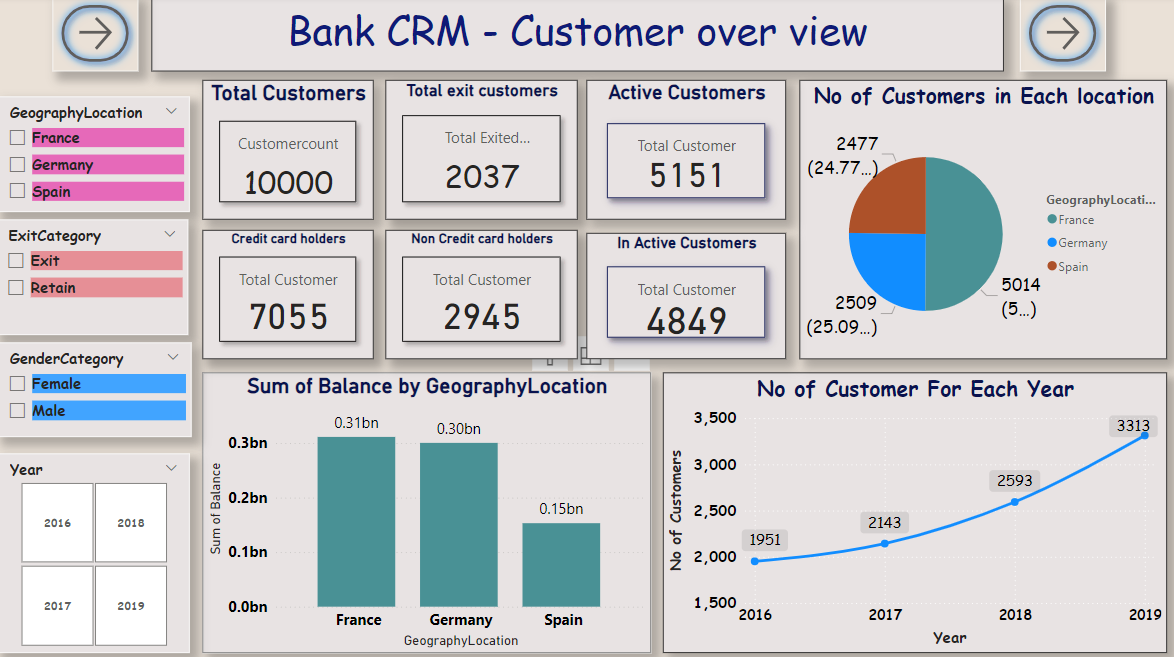 Bank CRM - Customer over view
GeographyLocation
France
Germany
Spain
ExitCategory
Exit
Retain
GenderCategory
Female
Male
Year
2016
2018
2017
2019
Total Customers
Customercount
10000
Total exit customers
Total Exited...
2037
Active Customers
Total Customer
5151
Credit card holders
Total Customer
7055
Non Credit card holders
Total Customer
2945
In Active Customers
Total Customer
4849
No of Customers in Each location
2477
(24.77...)
2509
(25.09...)
5014
(5...)
GeographyLocati...
France
Germany
Spain
Sum of Balance by GeographyLocation
Sum of Balance
0.3bn
0.2bn
0.1bn
0.0bn
0.31bn
0.30bn
0.15bn
France
Germany
Spain
GeographyLocation
No of Customer For Each Year
No of Customers
3,500
3,000
2,500
2,000
1,500
1951
2143
2593
3313
2016
2017
2018
2019
Year